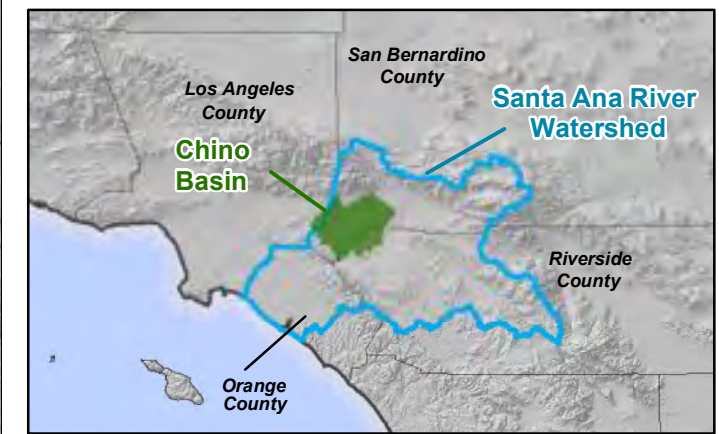 San Bernardino
County
Los Angeles
County
Santa Ana River
Watershed
Chino
Basin
Riverside
County
Orange
County